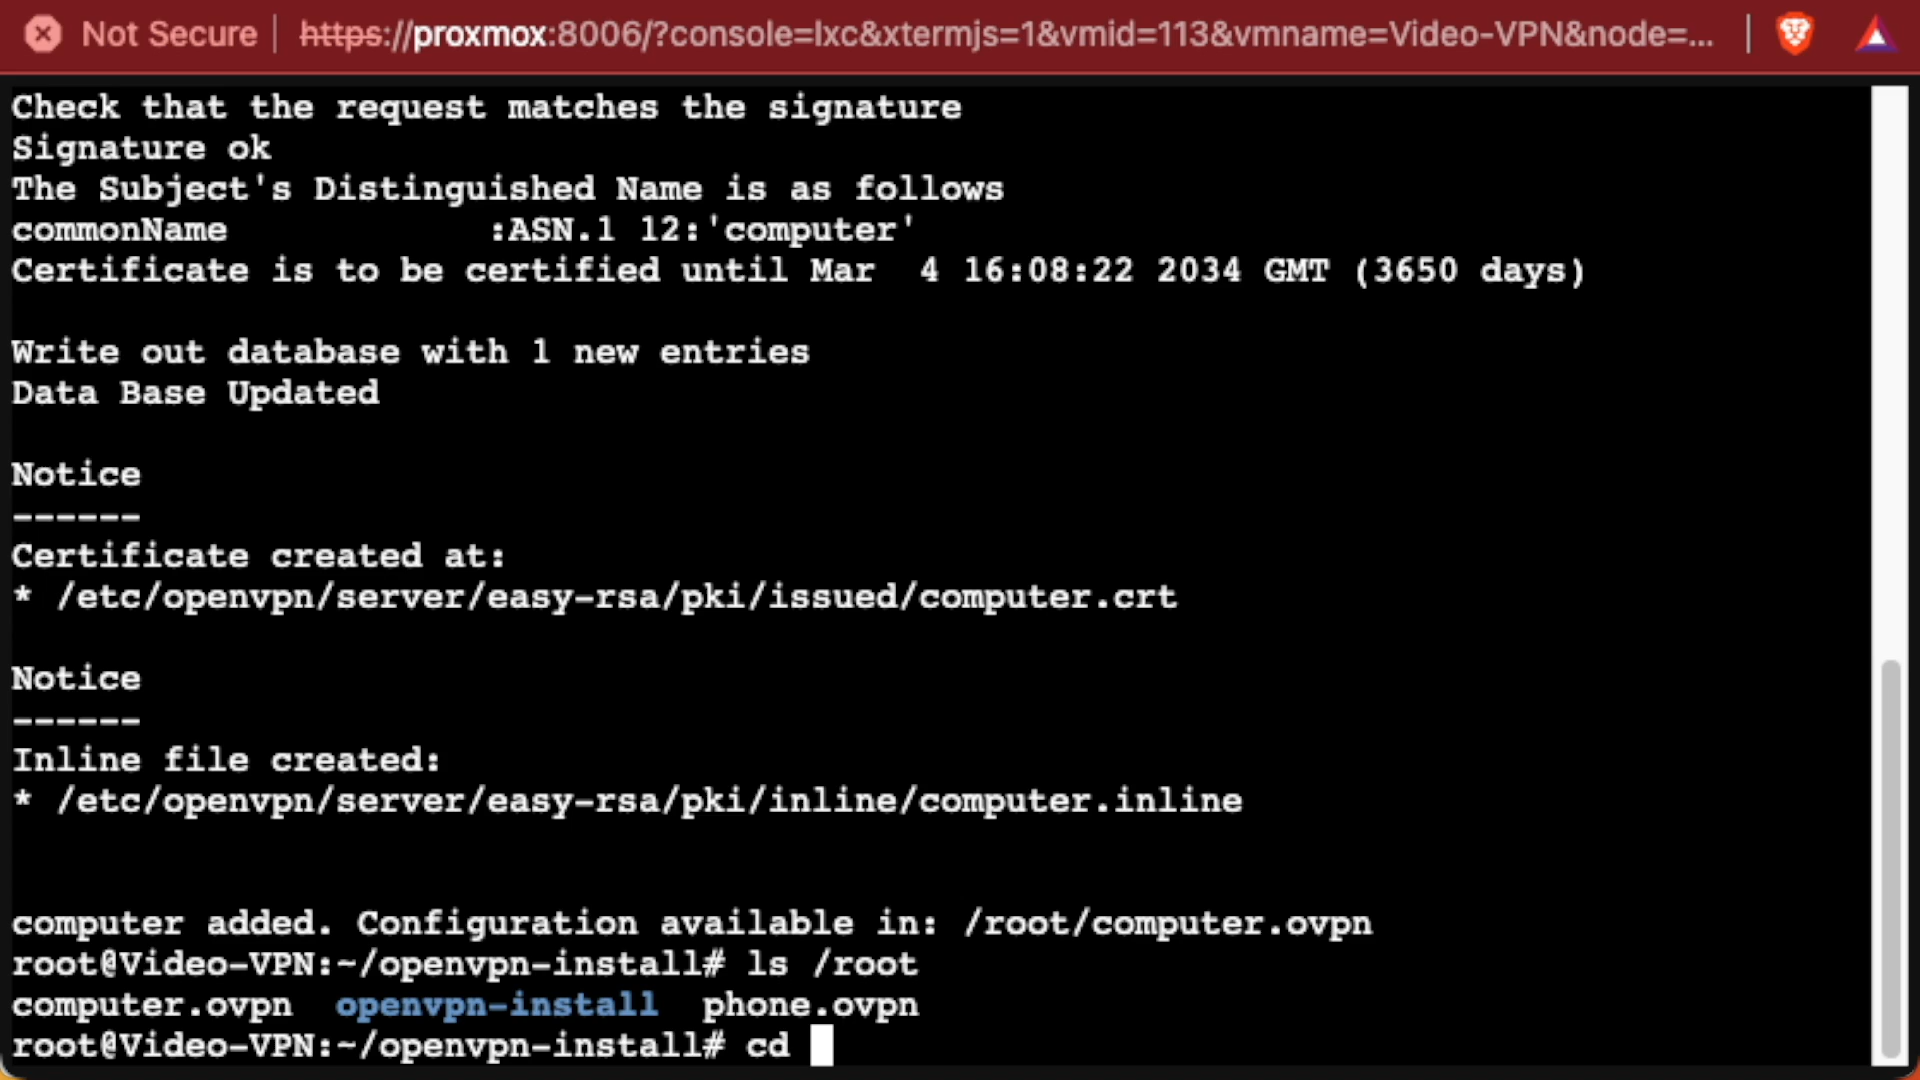 Not Secure | https://proxmox:8006/?console=lxc&xtermjs=1&vmid=113&vmname=Video-VPN&node=...
Check that the request matches the signature
Signature ok
The Subject's Distinguished Name is as follows
commonName            :ASN.1 12:'computer'
Certificate is to be certified until Mar  4 16:08:22 2034 GMT (3650 days)
Write out database with 1 new entries
Data Base Updated
Notice
------
Certificate created at:
* /etc/openvpn/server/easy-rsa/pki/issued/computer.crt
Notice
------
Inline file created:
* /etc/openvpn/server/easy-rsa/pki/inline/computer.inline
computer added. Configuration available in: /root/computer.ovpn
root@Video-VPN:~/openvpn-install# ls /root
computer.ovpn  openvpn-install  phone.ovpn
root@Video-VPN:~/openvpn-install# cd